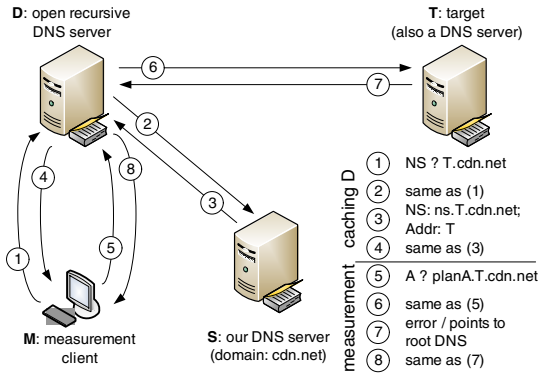 D: open recursive
DNS server
T: target
(also a DNS server)
6
7
2
3
4
8
1
5
M: measurement
client
S: our DNS server
(domain: cdn.net)
caching D
1 NS ? T.cdn.net
2 same as (1)
3 NS: ns.T.cdn.net;
Addr: T
4 same as (3)
measurement
5 A ? planA.T.cdn.net
6 same as (5)
7 error / points to
root DNS
8 same as (7)